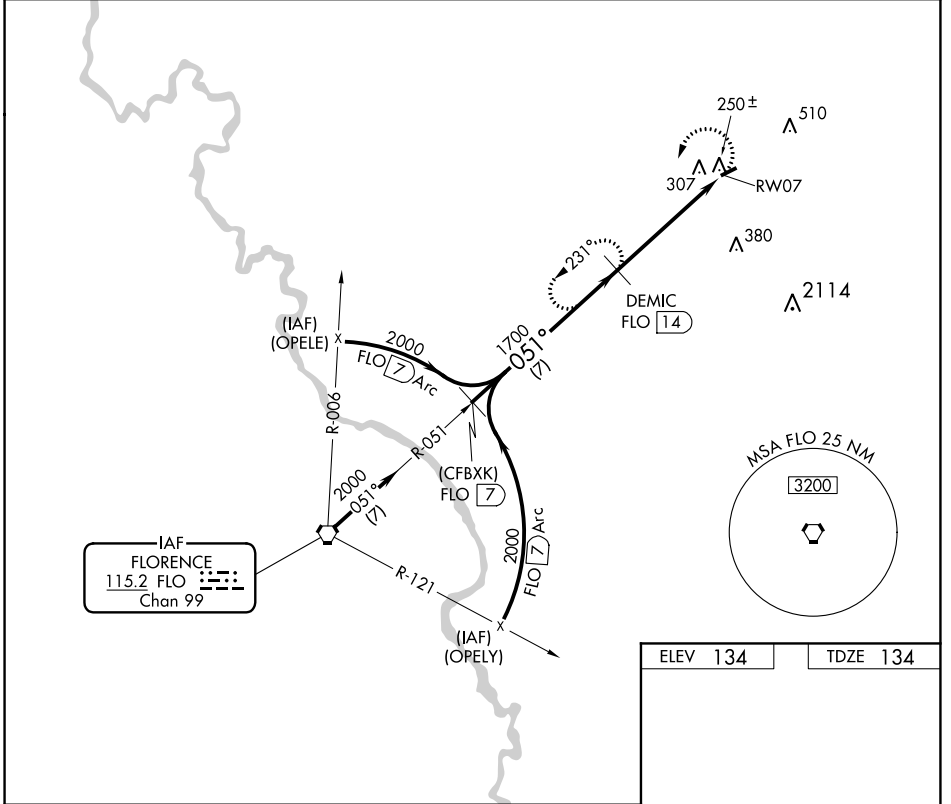 250 ±
510
307
RW07
380
231°
2114
DEMIC
FLO 14
(IAF)
(OPELE)
2000
FLO 7 Arc
1700
051°
(7)
R-006
R-051
(CFBXK)
FLO 7
2000
051°
(7)
2000
FLO 7 Arc
MSA FLO 25 NM
3200
IAF
FLORENCE
115.2 FLO
Chan 99
R-121
(IAF)
(OPELY)
ELEV 134
TDZE 134